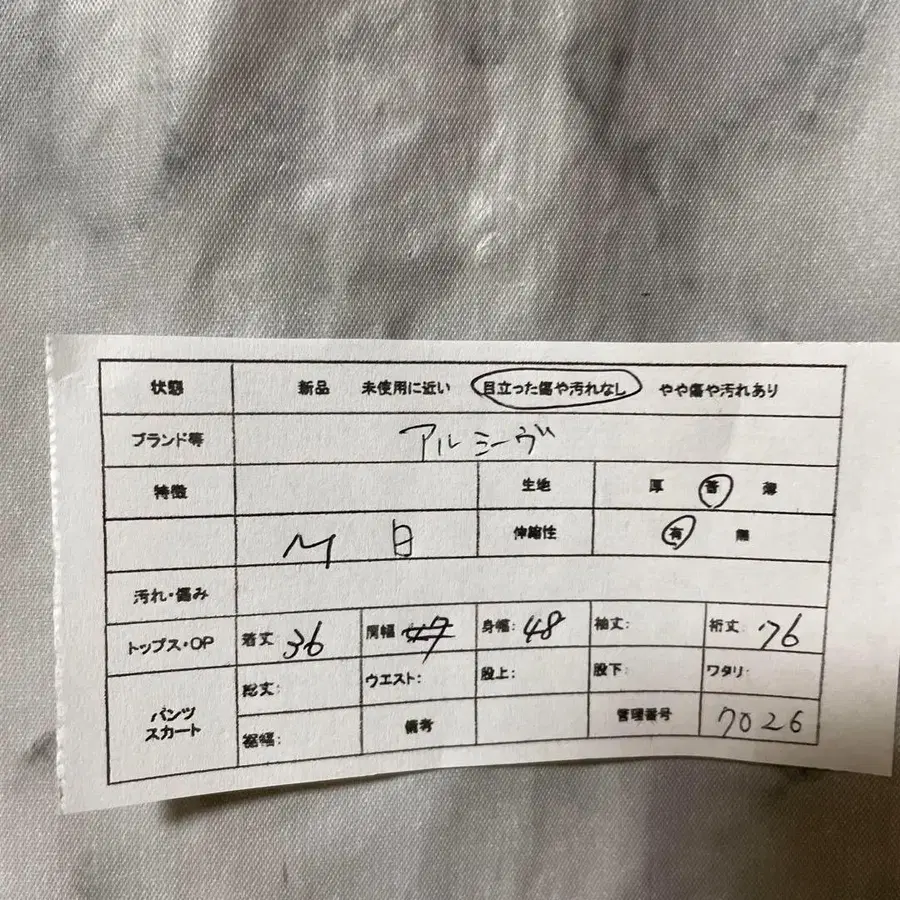 状態 新品 未使用に近い 目立った傷や汚れなし やや傷や汚れあり
ブランド等 アルミーヴ
特徴 生地 厚 普 薄
M 日 伸縮性 有 無
汚れ・傷み
トップス・OP 着丈 36 肩幅 身幅: 48 袖丈: 裄丈 76
パンツ スカート 総丈: ウエスト: 股上: 股下: ワタリ:
裾幅: 備考 管理番号 7026